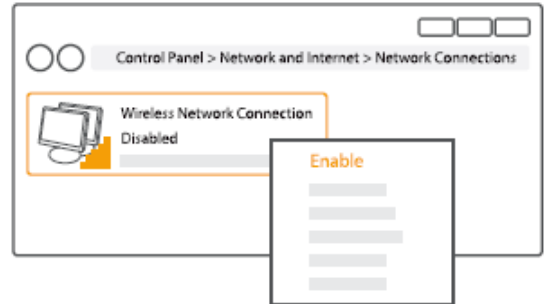 Control Panel > Network and Internet > Network Connections
Wireless Network Connection
Disabled
Enable